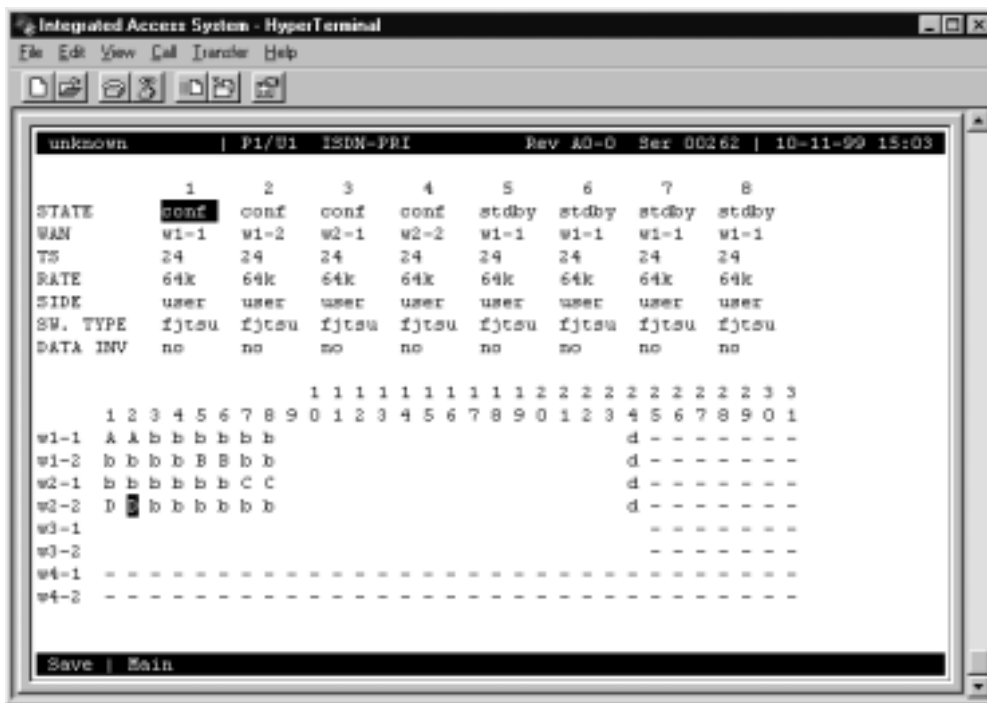 Integrated Access System - HyperTerminal
File Edit View Call Transfer Help
unknown | P1/U1 ISDN-PRI Rev A0-0 Ser 00262 | 10-11-99 15:03
1 2 3 4 5 6 7 8
STATE conf conf conf conf stdby stdby stdby stdby
WAN w1-1 w1-2 w2-1 w2-2 w1-1 w1-1 w1-1 w1-1
TS 24 24 24 24 24 24 24 24
RATE 64k 64k 64k 64k 64k 64k 64k 64k
SIDE user user user user user user user user
SW. TYPE fjtsu fjtsu fjtsu fjtsu fjtsu fjtsu fjtsu fjtsu
DATA INV no no no no no no no no
1 1 1 1 1 1 1 1 1 1 2 2 2 2 2 2 2 2 2 2 3 3
1 2 3 4 5 6 7 8 9 0 1 2 3 4 5 6 7 8 9 0 1 2 3 4 5 6 7 8 9 0 1
w1-1 A A b b b b b b d - - - - - - -
w1-2 b b b b B B b b d - - - - - - -
w2-1 b b b b b b C C d - - - - - - -
w2-2 D D b b b b b b d - - - - - - -
w3-1 - - - - - - -
w3-2 - - - - - - -
w4-1 - - - - - - - - - - - - - - - - - - - - - - - - - - - - - - -
w4-2 - - - - - - - - - - - - - - - - - - - - - - - - - - - - - - -
Save | Main